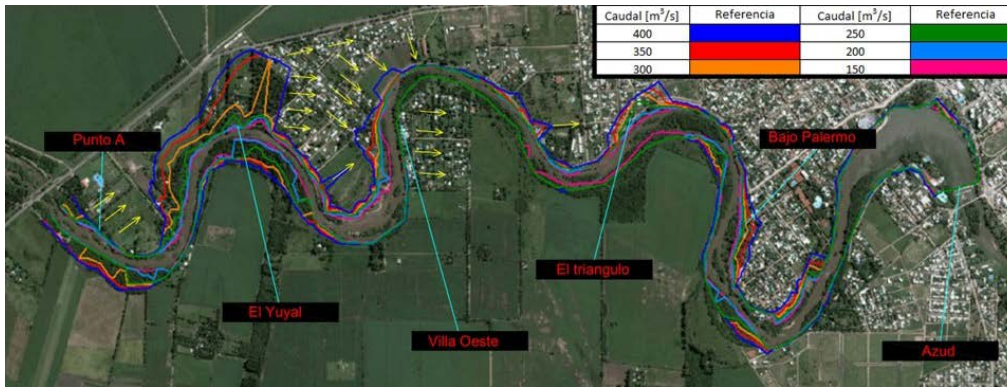 Caudal [m³/s] Referencia Caudal [m³/s] Referencia
400 250
350 200
300 150
Punto A
El Yuyal
Villa Oeste
El triangulo
Bajo Palermo
Azud